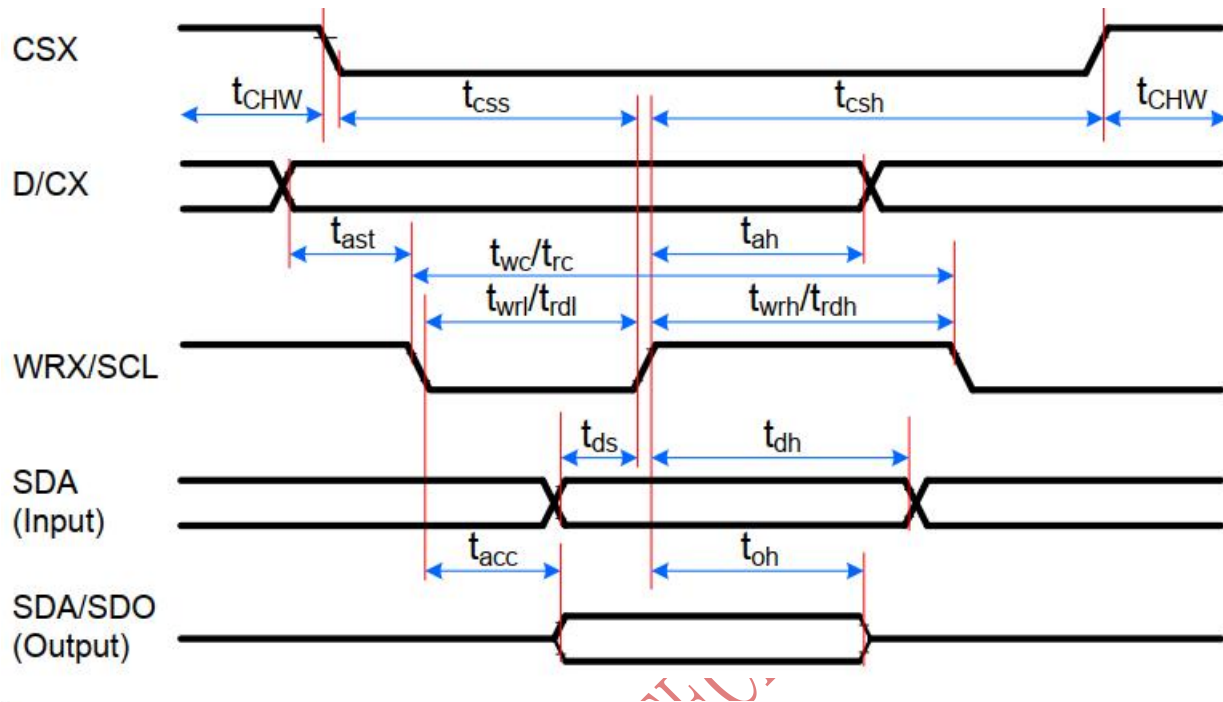 CSX
tCHW
tcss
tcsh
tCHW
D/CX
tast
tah
twc/trc
twrl/trdl
twrh/trdh
WRX/SCL
tds
tdh
SDA
(Input)
tacc
toh
SDA/SDO
(Output)